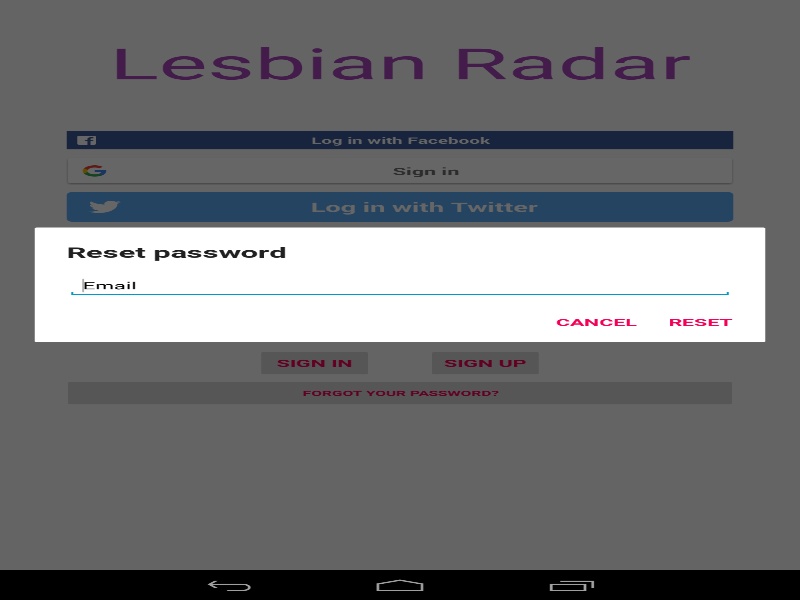 Lesbian Radar
Log in with Facebook
Sign in
Log in with Twitter
Reset password
Email
CANCEL RESET
SIGN IN SIGN UP
FORGOT YOUR PASSWORD?